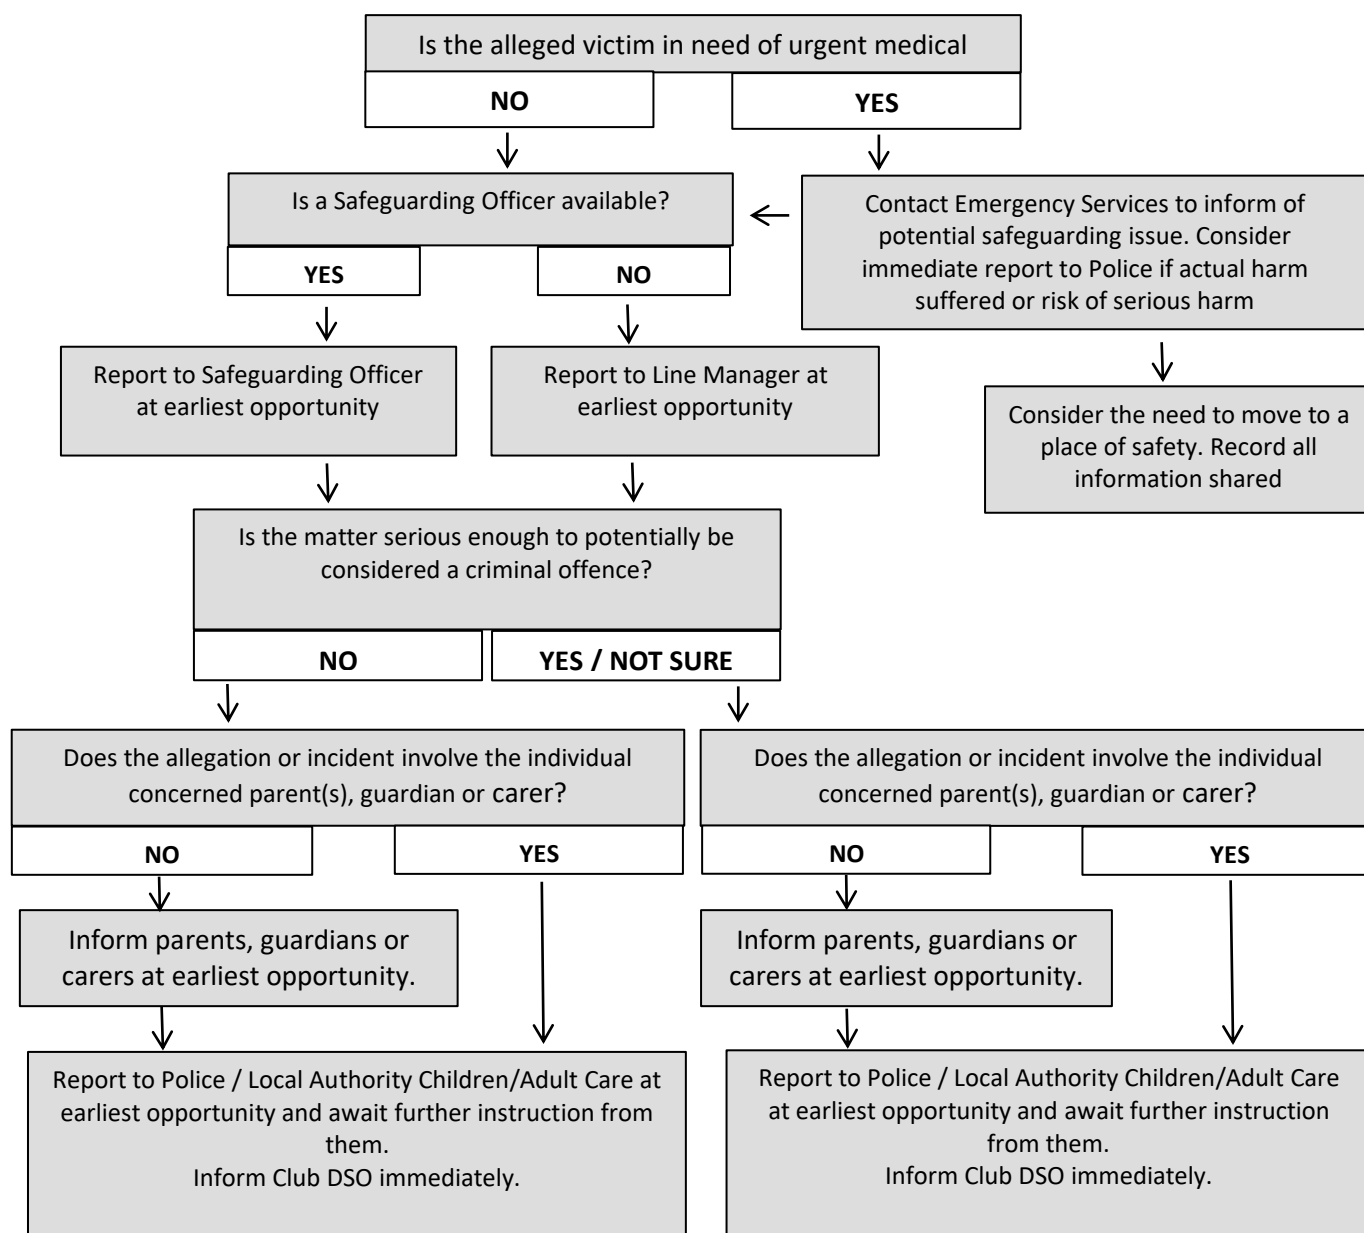 Is the alleged victim in need of urgent medical
NO
YES
Is a Safeguarding Officer available?
YES
NO
Contact Emergency Services to inform of
potential safeguarding issue. Consider
immediate report to Police if actual harm
suffered or risk of serious harm
Report to Safeguarding Officer
at earliest opportunity
Report to Line Manager at
earliest opportunity
Consider the need to move to a
place of safety. Record all
information shared
Is the matter serious enough to potentially be
considered a criminal offence?
NO
YES / NOT SURE
Does the allegation or incident involve the individual
concerned parent(s), guardian or carer?
NO
YES
Does the allegation or incident involve the individual
concerned parent(s), guardian or carer?
NO
YES
Inform parents, guardians or
carers at earliest opportunity.
Inform parents, guardians or
carers at earliest opportunity.
Report to Police / Local Authority Children/Adult Care at
earliest opportunity and await further instruction from
them.
Inform Club DSO immediately.
Report to Police / Local Authority Children/Adult Care
at earliest opportunity and await further instruction
from them.
Inform Club DSO immediately.